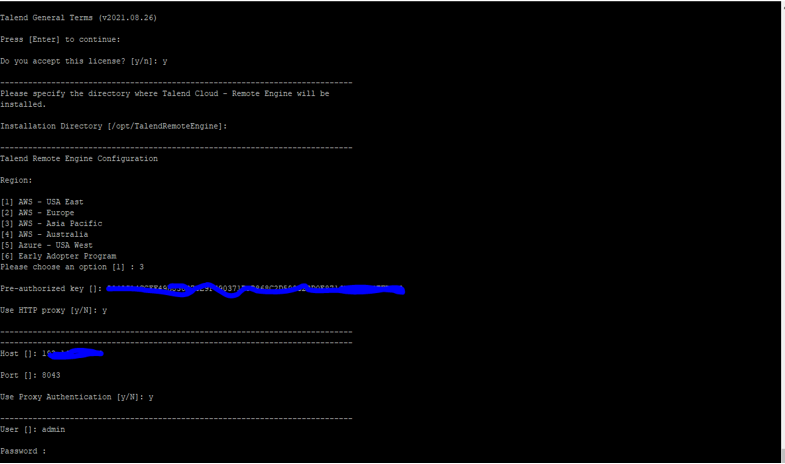 Talend General Terms (v2021.08.26)
Press [Enter] to continue:
Do you accept this license? [y/n]: y
-------------------------------------------------------------------------
Please specify the directory where Talend Cloud - Remote Engine will be
installed.
Installation Directory [/opt/TalendRemoteEngine]:
-------------------------------------------------------------------------
Talend Remote Engine Configuration
Region:
[1] AWS - USA East
[2] AWS - Europe
[3] AWS - Asia Pacific
[4] AWS - Australia
[5] Azure - USA West
[6] Early Adopter Program
Please choose an option [1] : 3
Pre-authorized key []:
Use HTTP proxy [y/N]: y
-------------------------------------------------------------------------
-------------------------------------------------------------------------
Host []:
Port []: 8043
Use Proxy Authentication [y/N]: y
-------------------------------------------------------------------------
User []: admin
Password :